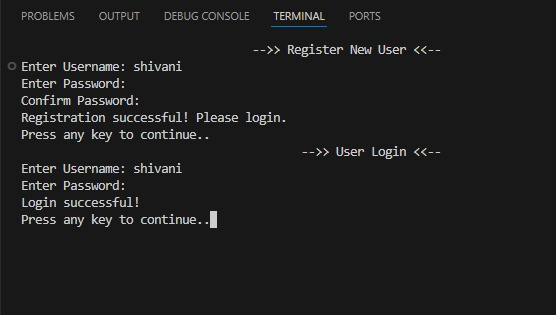 PROBLEMS OUTPUT DEBUG CONSOLE TERMINAL PORTS
-->> Register New User <<--
Enter Username: shivani
Enter Password:
Confirm Password:
Registration successful! Please login.
Press any key to continue..
-->> User Login <<--
Enter Username: shivani
Enter Password:
Login successful!
Press any key to continue..